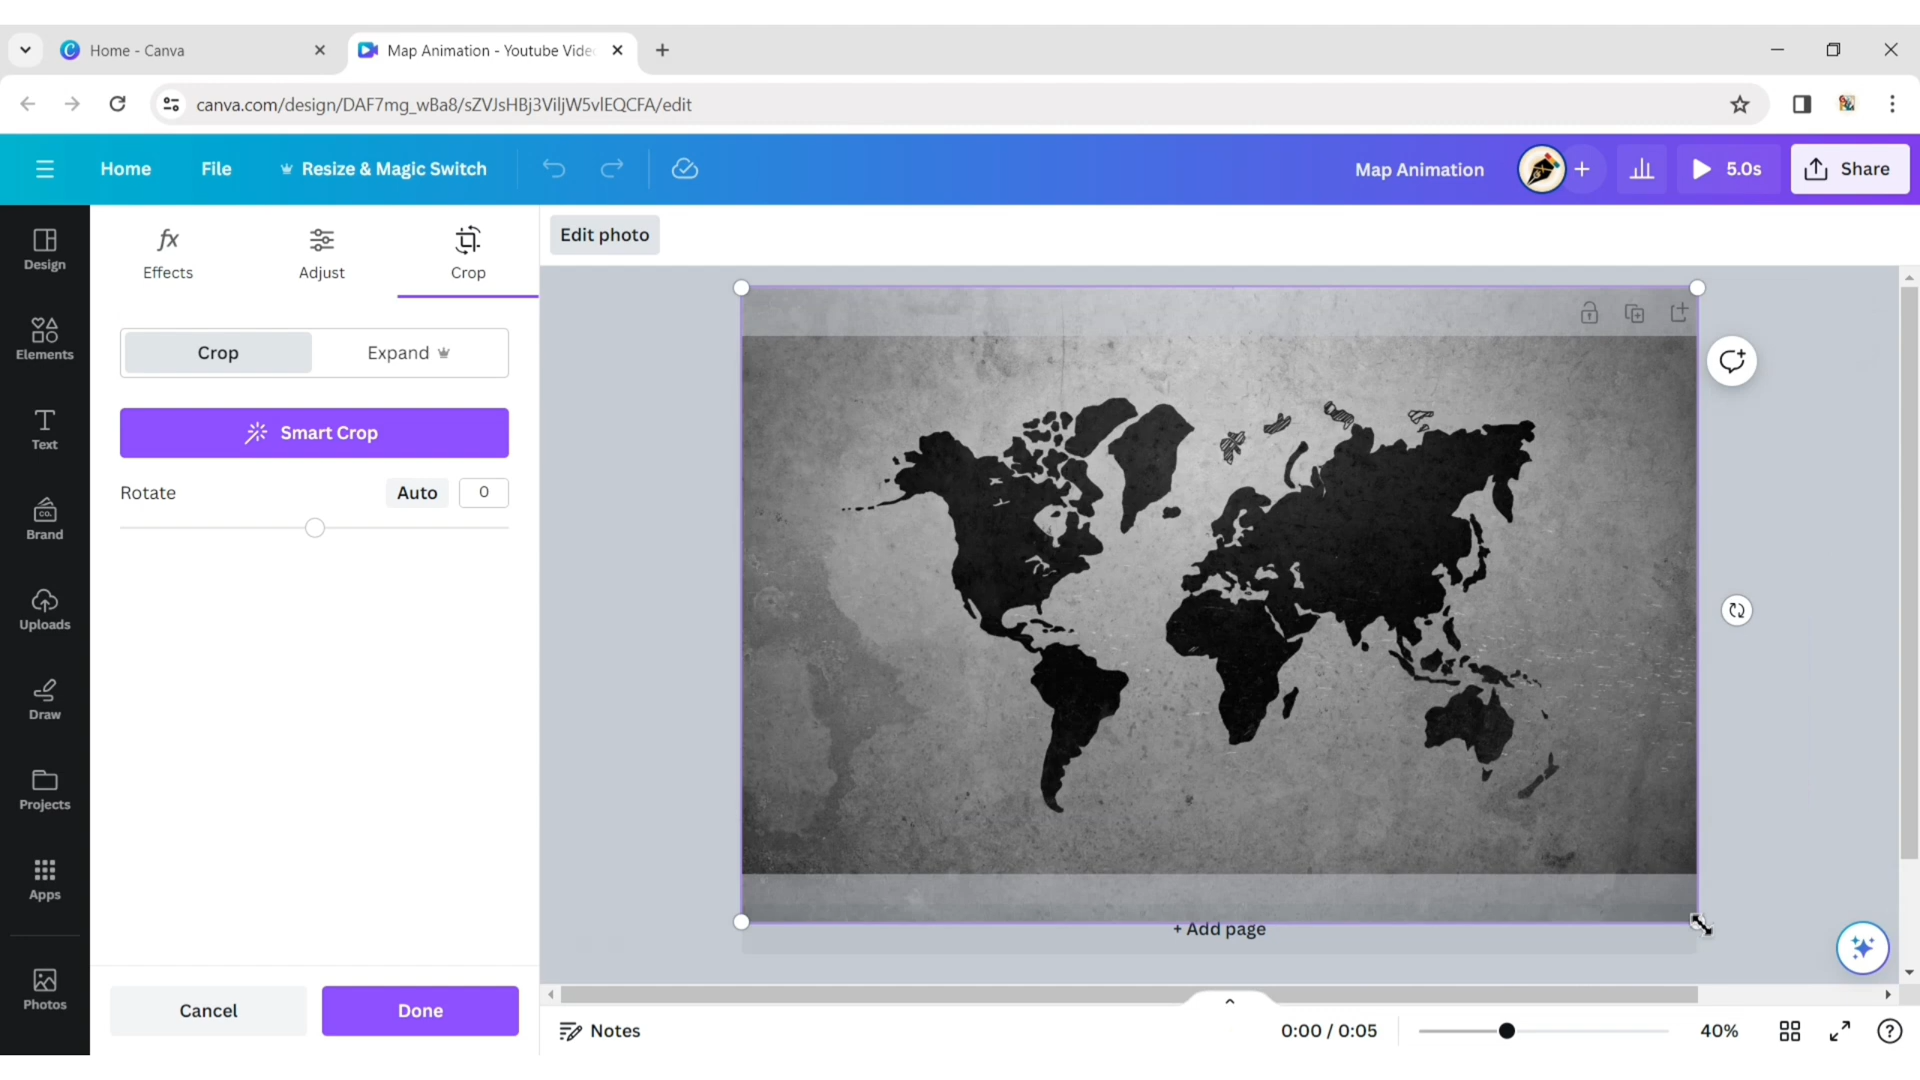 Home - Canva
Map Animation - Youtube Vide
canva.com/design/DAF7mg_wBa8/sZVJsHBj3ViljW5vlEQCFA/edit
Home
File
Resize & Magic Switch
Map Animation
5.0s
Share
Design
Elements
Text
Brand
Uploads
Draw
Projects
Apps
Photos
fx
Effects
Adjust
Crop
Crop
Expand
Smart Crop
Rotate
Auto
0
Cancel
Done
Edit photo
+ Add page
Notes
0:00 / 0:05
40%